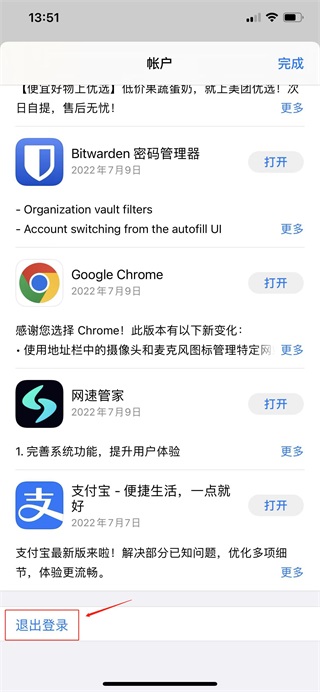 13:51
帐户
完成
【便宜好物上优选】低价果蔬蛋奶，就上美团优选！次
日自提，售后无忧！
更多
Bitwarden 密码管理器
2022年7月9日
打开
- Organization vault filters
- Account switching from the autofill UI
更多
Google Chrome
2022年7月9日
打开
感谢您选择 Chrome！此版本有以下新变化：
• 使用地址栏中的摄像头和麦克风图标管理特定网
更多
网速管家
2022年7月9日
打开
1. 完善系统功能，提升用户体验
更多
支付宝 - 便捷生活，一点就
好
2022年7月7日
打开
支付宝最新版来啦！解决部分已知问题，优化多项细
节，体验更流畅。
更多
退出登录